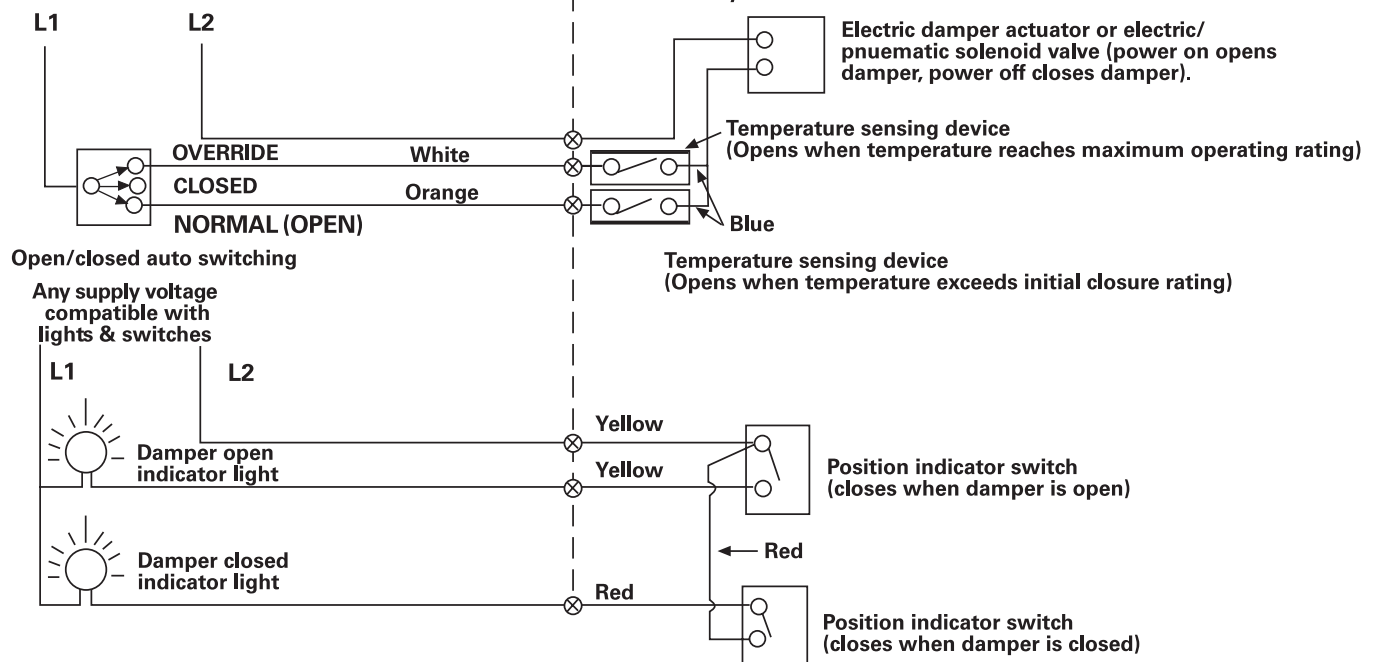 L1
L2
Electric damper actuator or electric/
pnuematic solenoid valve (power on opens
damper, power off closes damper).
Temperature sensing device
(Opens when temperature reaches maximum operating rating)
OVERRIDE
White
CLOSED
Orange
NORMAL (OPEN)
Blue
Open/closed auto switching
Temperature sensing device
(Opens when temperature exceeds initial closure rating)
Any supply voltage
compatible with
lights & switches
L1
L2
Yellow
Damper open
indicator light
Yellow
Position indicator switch
(closes when damper is open)
Red
Damper closed
indicator light
Red
Position indicator switch
(closes when damper is closed)